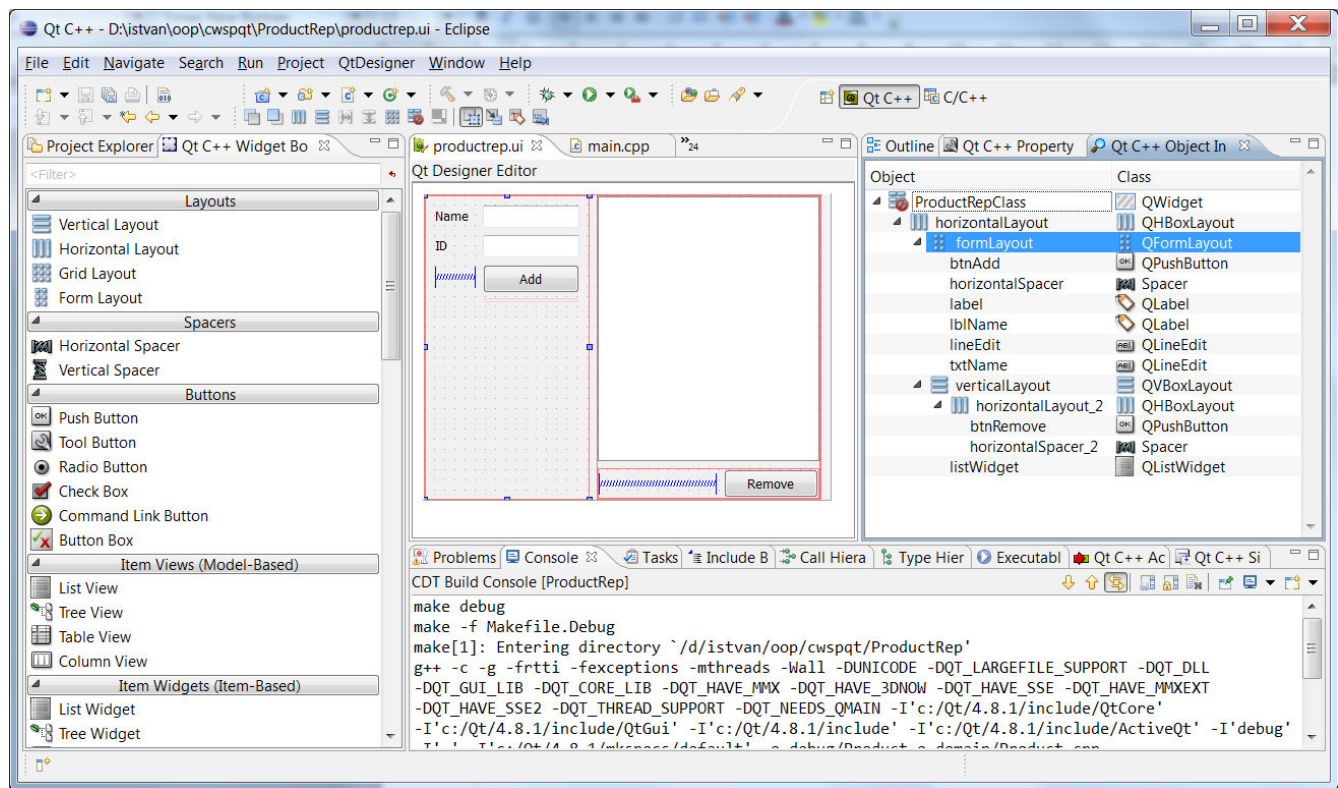 Qt C++ - D:\istvan\oop\cwspqt\ProductRep\productrep.ui - Eclipse
File Edit Navigate Search Run Project QtDesigner Window Help
Qt C++ C/C++
Project Explorer Qt C++ Widget Bo
<Filter>
Layouts
Vertical Layout
Horizontal Layout
Grid Layout
Form Layout
Spacers
Horizontal Spacer
Vertical Spacer
Buttons
Push Button
Tool Button
Radio Button
Check Box
Command Link Button
Button Box
Item Views (Model-Based)
List View
Tree View
Table View
Column View
Item Widgets (Item-Based)
List Widget
Tree Widget
productrep.ui main.cpp »24
Qt Designer Editor
Name
ID
Add
Remove
Outline Qt C++ Property Qt C++ Object In
Object Class
ProductRepClass QWidget
horizontalLayout QHBoxLayout
formLayout QFormLayout
btnAdd QPushButton
horizontalSpacer Spacer
label QLabel
lblName QLabel
lineEdit QLineEdit
txtName QLineEdit
verticalLayout QVBoxLayout
horizontalLayout_2 QHBoxLayout
btnRemove QPushButton
horizontalSpacer_2 Spacer
listWidget QListWidget
Problems Console Tasks Include B Call Hiera Type Hier Executabl Qt C++ Ac Qt C++ Si
CDT Build Console [ProductRep]
make debug
make -f Makefile.Debug
make[1]: Entering directory `/d/istvan/oop/cwspqt/ProductRep'
g++ -c -g -frtti -fexceptions -mthreads -Wall -DUNICODE -DQT_LARGEFILE_SUPPORT -DQT_DLL
-DQT_GUI_LIB -DQT_CORE_LIB -DQT_HAVE_MMX -DQT_HAVE_3DNOW -DQT_HAVE_SSE -DQT_HAVE_MMXEXT
-DQT_HAVE_SSE2 -DQT_THREAD_SUPPORT -DQT_NEEDS_QMAIN -I'c:/Qt/4.8.1/include/QtCore'
-I'c:/Qt/4.8.1/include/QtGui' -I'c:/Qt/4.8.1/include' -I'c:/Qt/4.8.1/include/ActiveQt' -I'debug'